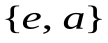 {e, a}